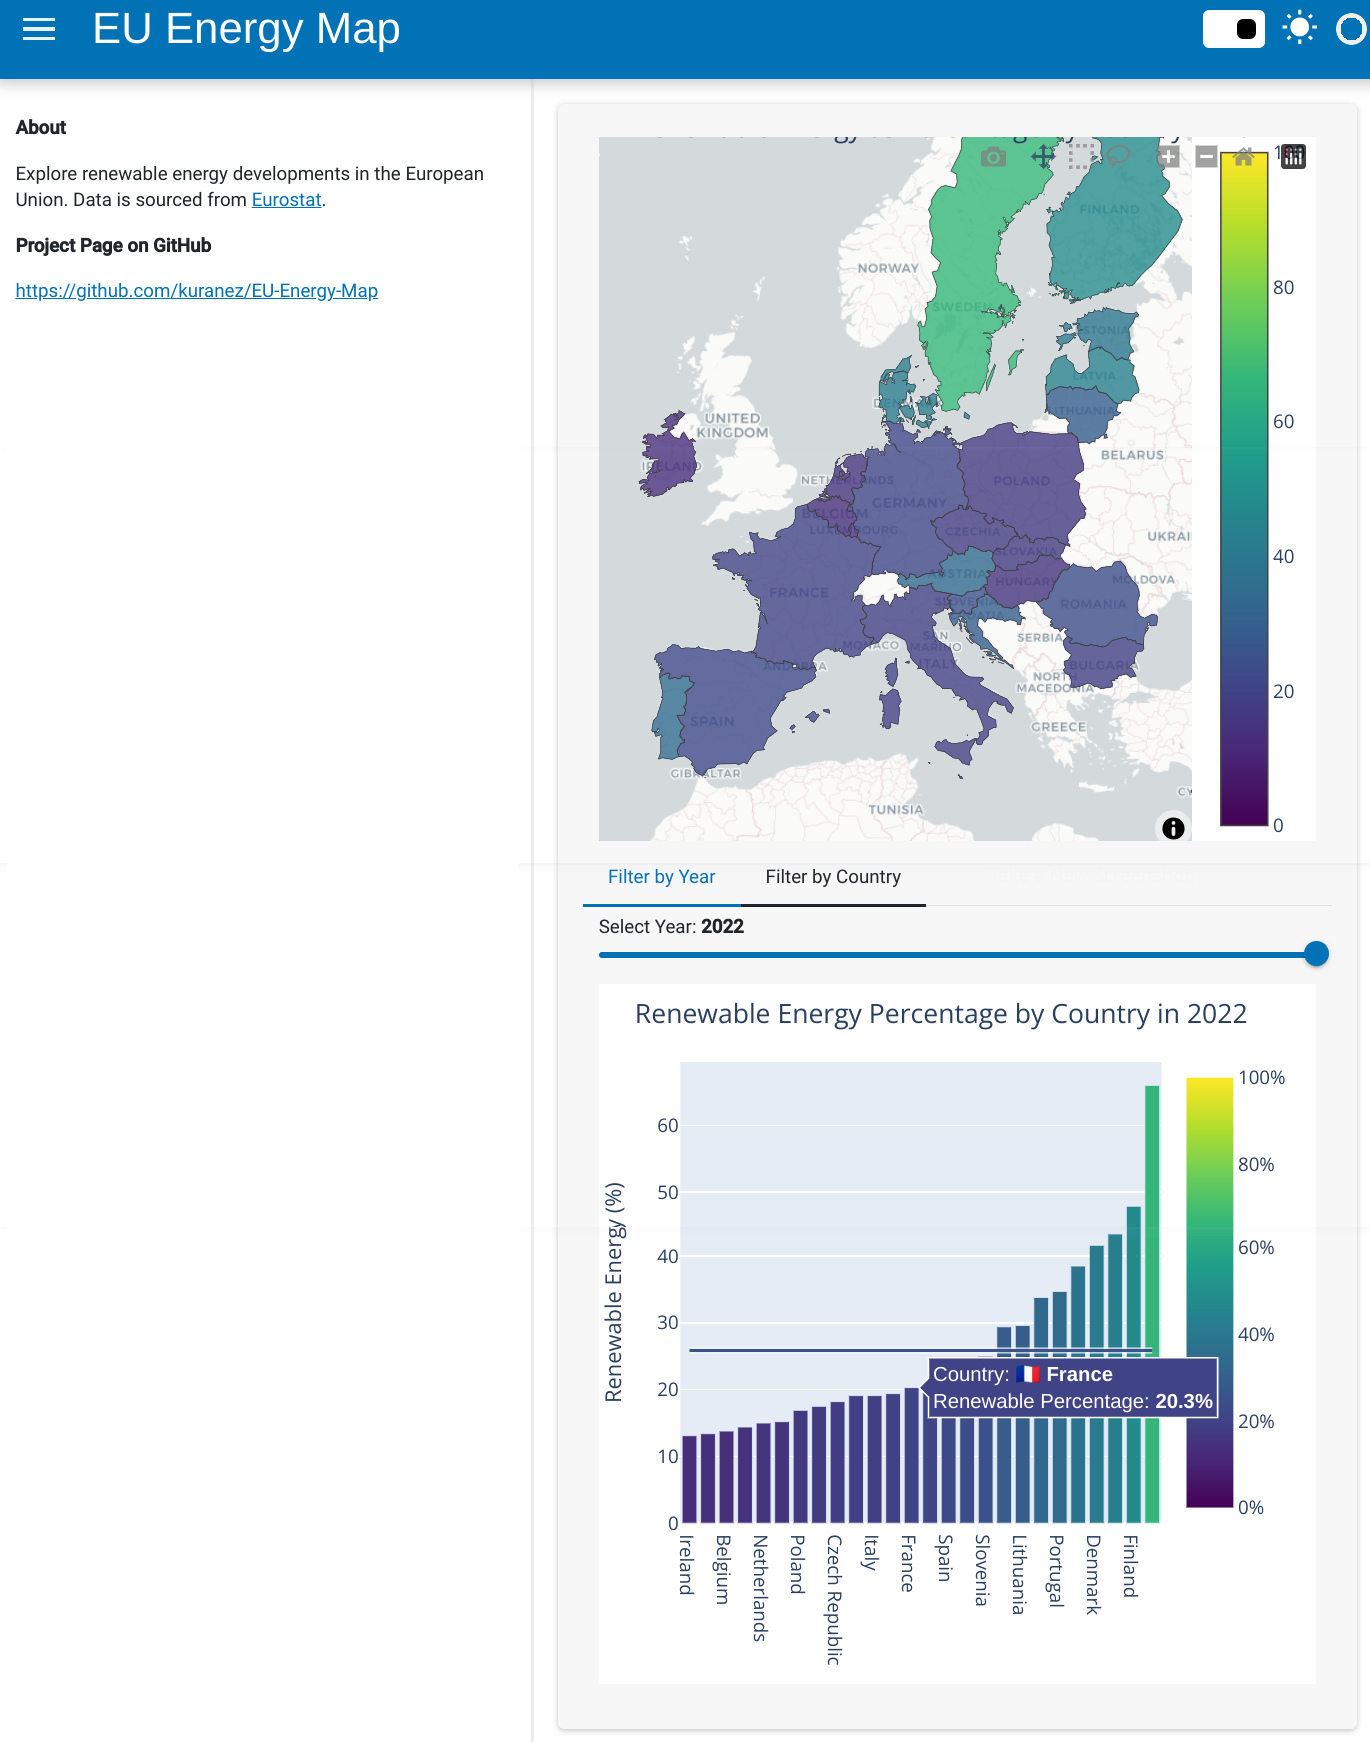 EU Energy Map
About
Explore renewable energy developments in the European
Union. Data is sourced from Eurostat.
Project Page on GitHub
https://github.com/kuranez/EU-Energy-Map
FINLAND
NORWAY
SWEDEN
ESTONIA
LATVIA
LITHUANIA
DENMARK
UNITED
KINGDOM
IRELAND
BELARUS
NETHERLANDS
POLAND
GERMANY
BELGIUM
LUXEMBOURG
CZECHIA
UKRAI
SLOVAKIA
AUSTRIA
HUNGARY
MOLDOVA
FRANCE
SLOVENIA
ROMANIA
SERBIA
SAN
MARINO
MONACO
ITALY
ANDORRA
BULGARIA
NORTH
MACEDONIA
SPAIN
GREECE
GIBRALTAR
CY
TUNISIA
80
60
40
20
0
Filter by Year
Filter by Country
Select Year: 2022
Renewable Energy Percentage by Country in 2022
Renewable Energy (%)
60
50
40
30
20
10
0
Country: 🇫🇷 France
Renewable Percentage: 20.3%
100%
80%
60%
40%
20%
0%
Ireland
Belgium
Netherlands
Poland
Czech Republic
Italy
France
Spain
Slovenia
Lithuania
Portugal
Denmark
Finland